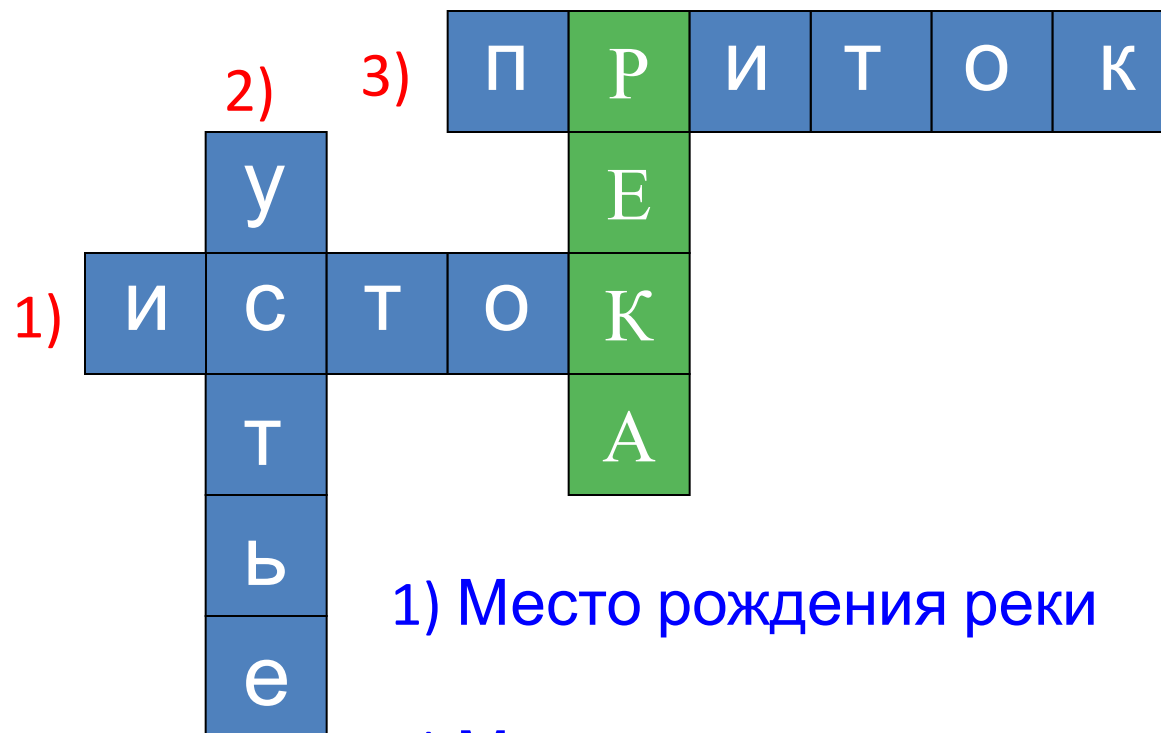 3) п Р и т о к
2)
у
Е
1) и с т о К
т А
ь
1) Место рождения реки
е